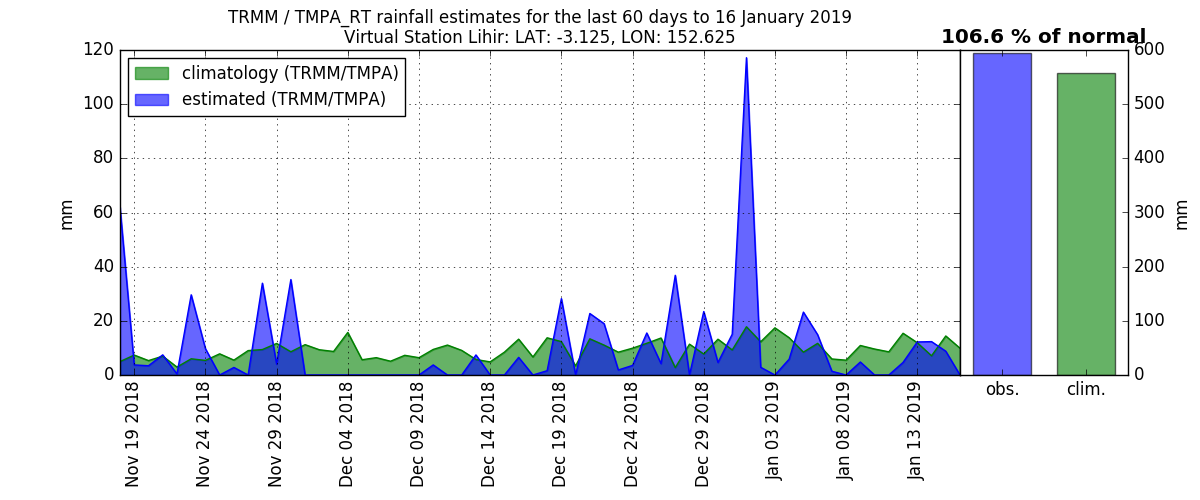 TRMM / TMPA_RT rainfall estimates for the last 60 days to 16 January 2019
Virtual Station Lihir: LAT: -3.125, LON: 152.625
106.6 % of normal
climatology (TRMM/TMPA)
estimated (TRMM/TMPA)
mm
120
100
80
60
40
20
0
Nov 19 2018
Nov 24 2018
Nov 29 2018
Dec 04 2018
Dec 09 2018
Dec 14 2018
Dec 19 2018
Dec 24 2018
Dec 29 2018
Jan 03 2019
Jan 08 2019
Jan 13 2019
obs.
clim.
600
500
400
300
200
100
0
mm